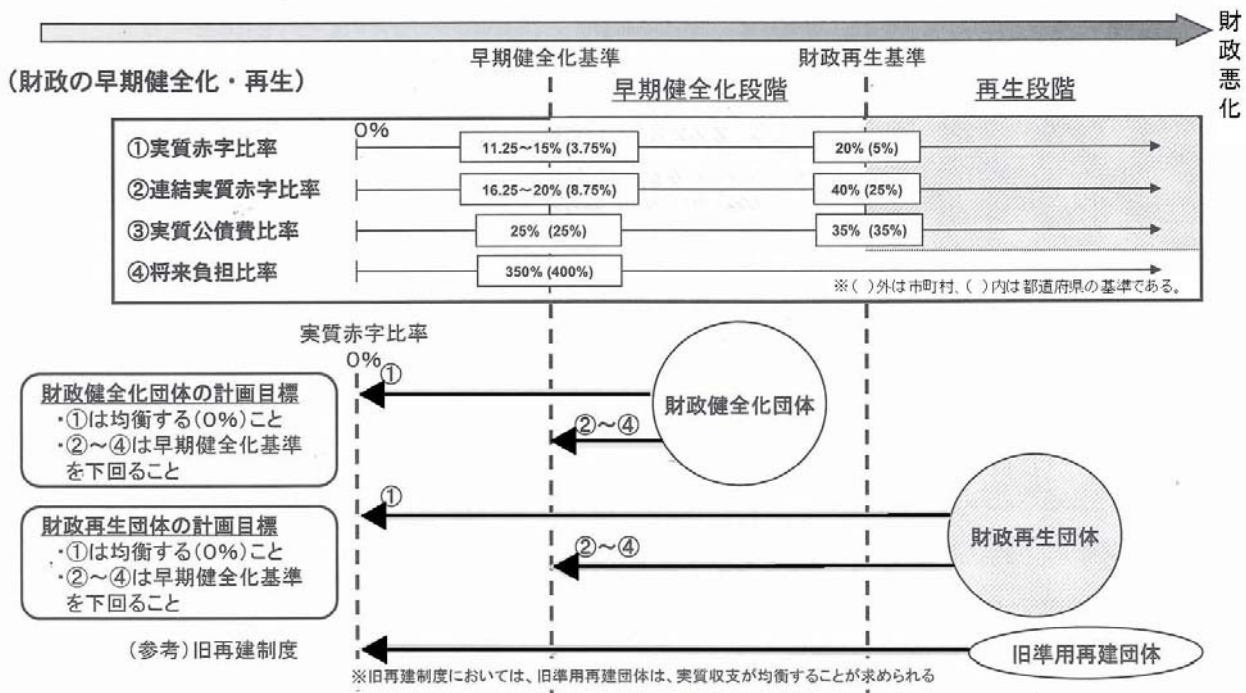 財政悪化
早期健全化基準
財政再生基準
(財政の早期健全化・再生)
早期健全化段階
再生段階
0%
①実質赤字比率
11.25～15% (3.75%)
20% (5%)
②連結実質赤字比率
16.25～20% (8.75%)
40% (25%)
③実質公債費比率
25% (25%)
35% (35%)
④将来負担比率
350% (400%)
※( )外は市町村、( )内は都道府県の基準である。
実質赤字比率
0%
財政健全化団体の計画目標
・①は均衡する(0%)こと
・②～④は早期健全化基準
を下回ること
①
②～④
財政健全化団体
財政再生団体の計画目標
・①は均衡する(0%)こと
・②～④は早期健全化基準
を下回ること
①
②～④
財政再生団体
(参考)旧再建制度
旧準用再建団体
※旧再建制度においては、旧準用再建団体は、実質収支が均衡することが求められる